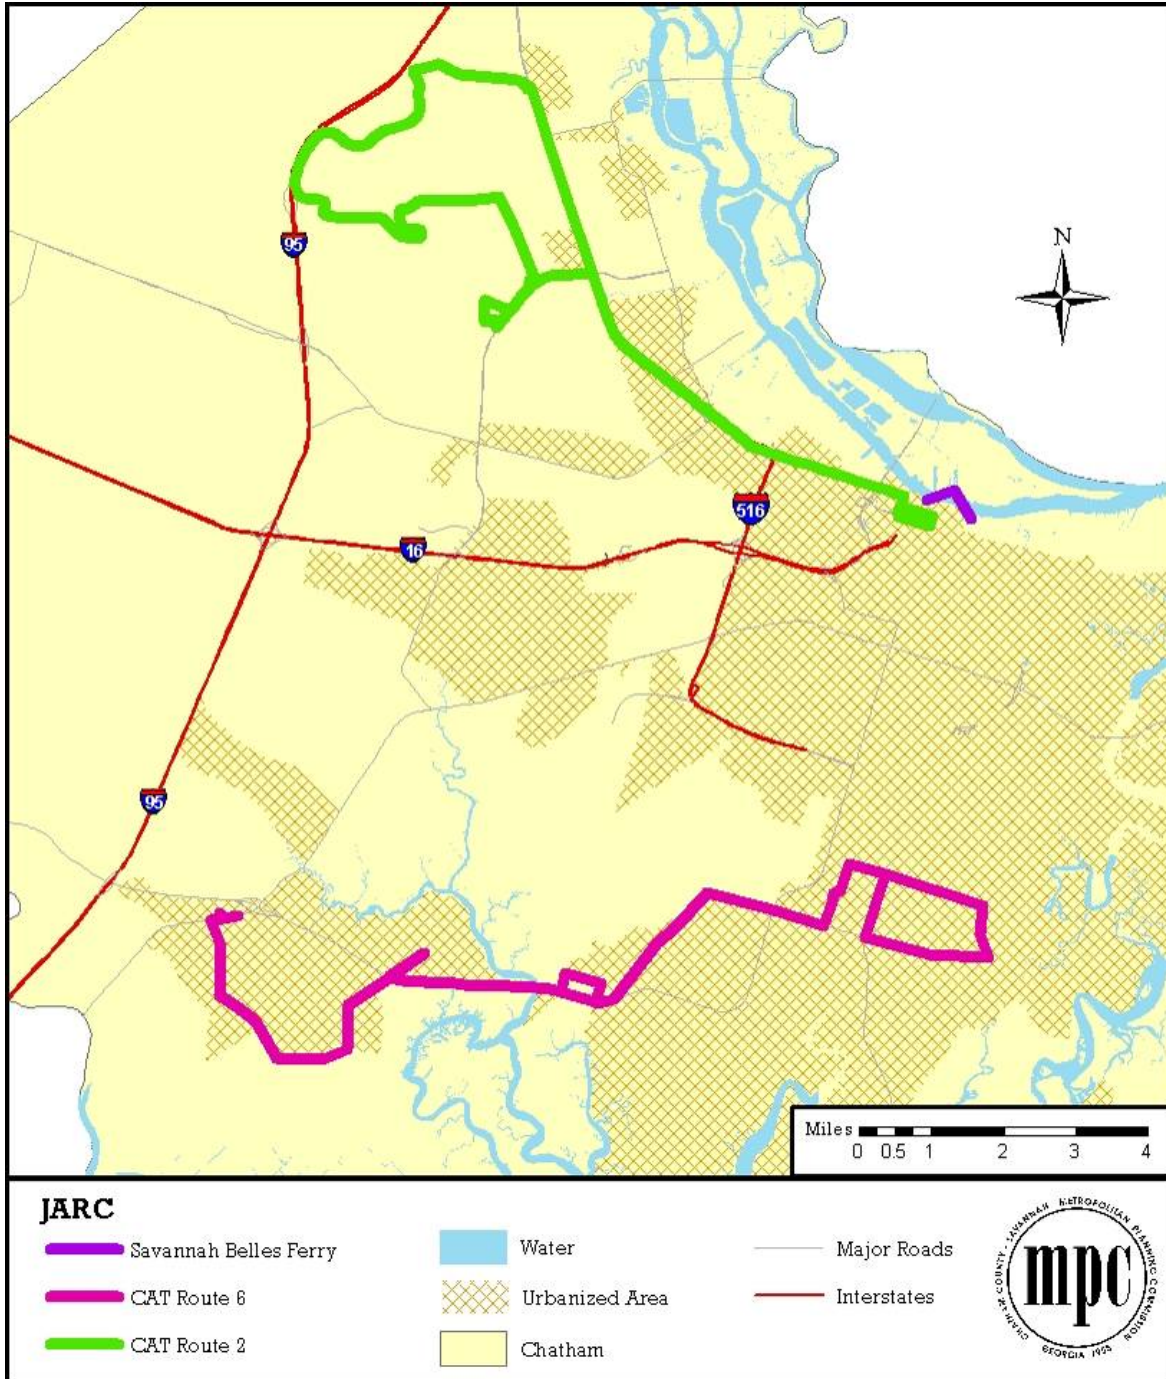 N
95
516
16
95
Miles
0 0.5 1 2 3 4
JARC
Savannah Belles Ferry
CAT Route 6
CAT Route 2
Water
Urbanized Area
Chatham
Major Roads
Interstates
CHATHAM COUNTY - SAVANNAH METROPOLITAN PLANNING COMMISSION
mpc
GEORGIA 1955